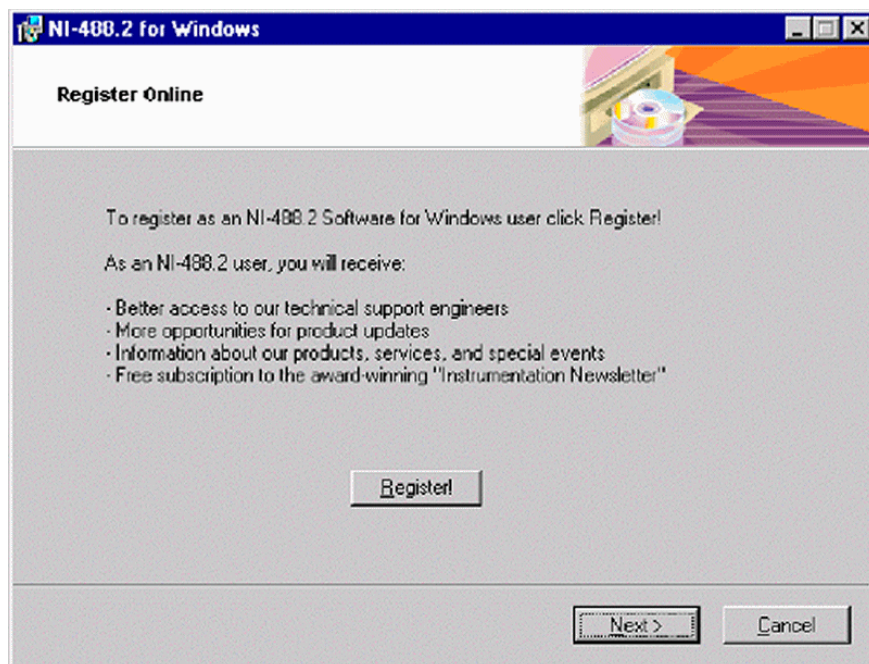 NI-488.2 for Windows
Register Online
To register as an NI-488.2 Software for Windows user click Register!
As an NI-488.2 user, you will receive:
- Better access to our technical support engineers
- More opportunities for product updates
- Information about our products, services, and special events
- Free subscription to the award-winning "Instrumentation Newsletter"
Register!
Next > Cancel